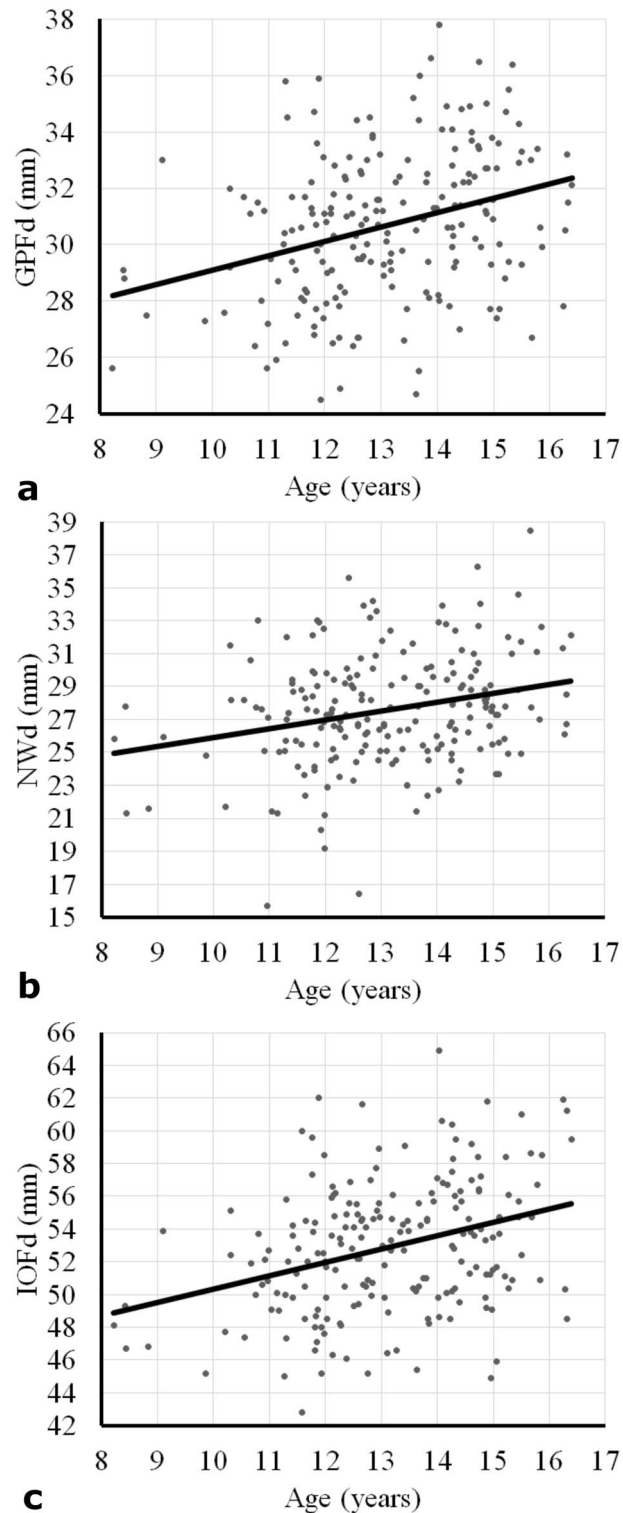 38
36
34
32
30
28
26
24
GPFd (mm)
8 9 10 11 12 13 14 15 16 17
Age (years)
a
39
37
35
33
31
29
27
25
23
21
19
17
15
NWd (mm)
8 9 10 11 12 13 14 15 16 17
Age (years)
b
66
64
62
60
58
56
54
52
50
48
46
44
42
IOFd (mm)
8 9 10 11 12 13 14 15 16 17
Age (years)
c